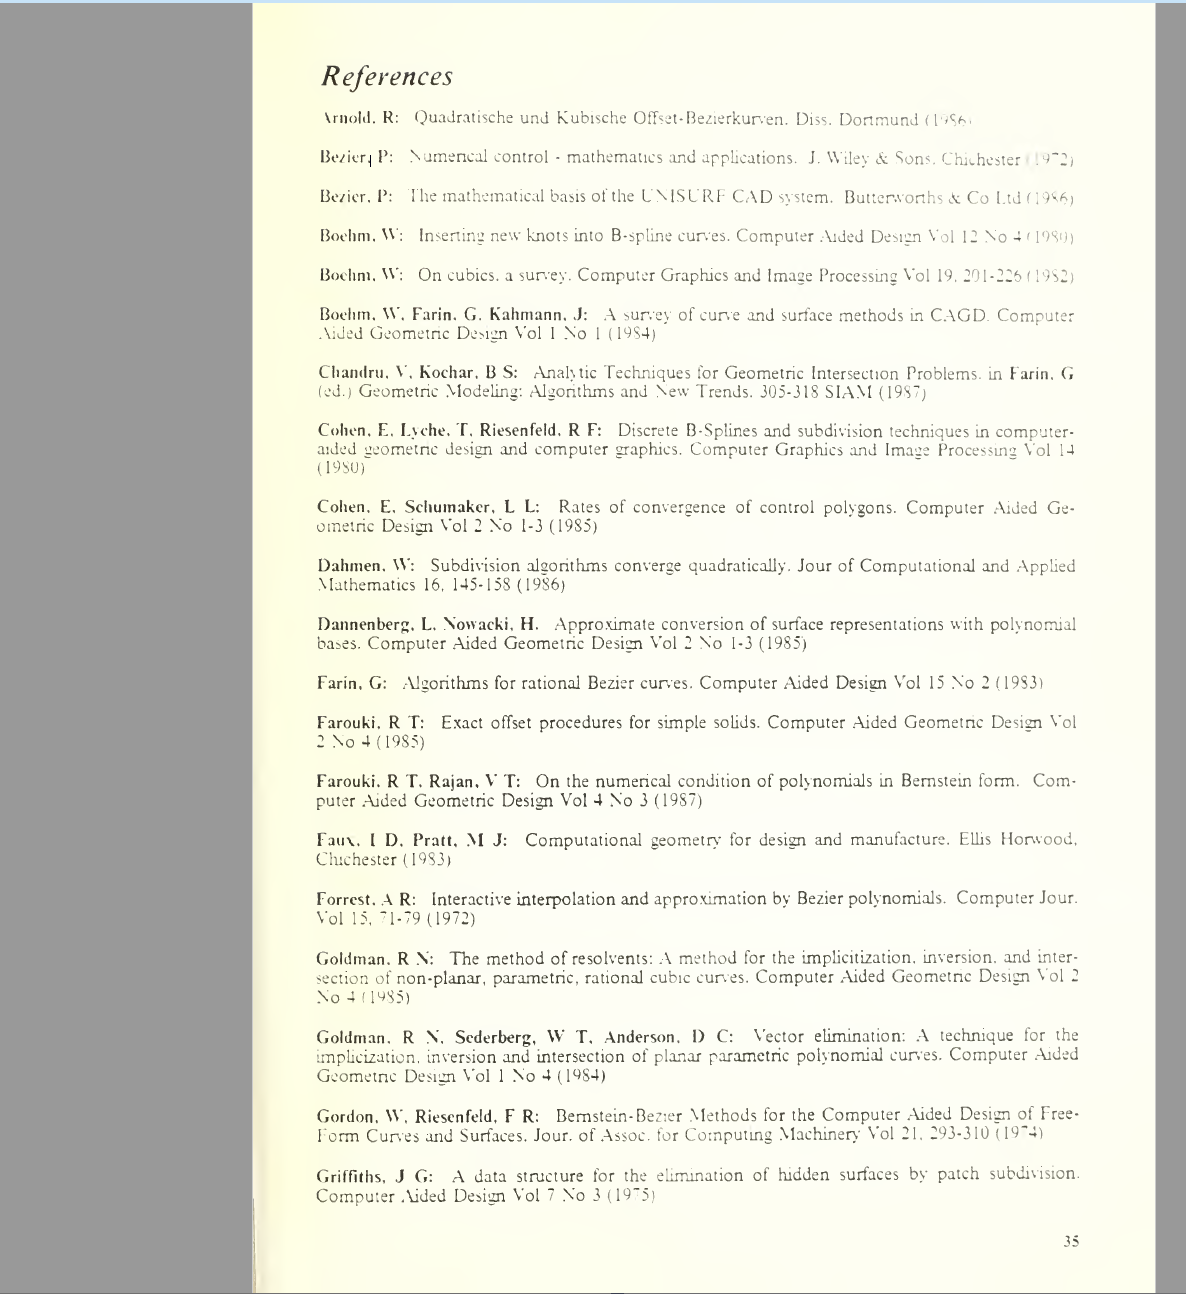 References
Arnold, R: Quadratische und Kubische Offset-Bezierkurven. Diss. Dortmund (1986)
Bezier, P: Numerical control - mathematics and applications. J. Wiley & Sons, Chichester (1972)
Bezier, P: The mathematical basis of the UNISURF CAD system. Butterworths & Co Ltd (1986)
Boehm, W: Inserting new knots into B-spline curves. Computer Aided Design Vol 12 No 4 (1980)
Boehm, W: On cubics, a survey. Computer Graphics and Image Processing Vol 19, 201-226 (1982)
Boehm, W, Farin, G, Kahmann, J: A survey of curve and surface methods in CAGD. Computer
Aided Geometric Design Vol 1 No 1 (1984)
Chandru, V, Kochar, B S: Analytic Techniques for Geometric Intersection Problems. in Farin, G
(ed.) Geometric Modeling: Algorithms and New Trends. 305-318 SIAM (1987)
Cohen, E, Lyche, T, Riesenfeld, R F: Discrete B-Splines and subdivision techniques in computer-
aided geometric design and computer graphics. Computer Graphics and Image Processing Vol 14
(1980)
Cohen, E, Schumaker, L L: Rates of convergence of control polygons. Computer Aided Ge-
ometric Design Vol 2 No 1-3 (1985)
Dahmen, W: Subdivision algorithms converge quadratically. Jour of Computational and Applied
Mathematics 16, 145-158 (1986)
Dannenberg, L, Nowacki, H. Approximate conversion of surface representations with polynomial
bases. Computer Aided Geometric Design Vol 2 No 1-3 (1985)
Farin, G: Algorithms for rational Bezier curves. Computer Aided Design Vol 15 No 2 (1983)
Farouki, R T: Exact offset procedures for simple solids. Computer Aided Geometric Design Vol
2 No 4 (1985)
Farouki, R T, Rajan, V T: On the numerical condition of polynomials in Bernstein form. Com-
puter Aided Geometric Design Vol 4 No 3 (1987)
Faux, I D, Pratt, M J: Computational geometry for design and manufacture. Ellis Horwood,
Chichester (1983)
Forrest, A R: Interactive interpolation and approximation by Bezier polynomials. Computer Jour.
Vol 15, 71-79 (1972)
Goldman, R N: The method of resolvents: A method for the implicitization, inversion, and inter-
section of non-planar, parametric, rational cubic curves. Computer Aided Geometric Design Vol 2
No 4 (1985)
Goldman, R N, Sederberg, W T, Anderson, D C: Vector elimination: A technique for the
implicization, inversion and intersection of planar parametric polynomial curves. Computer Aided
Geometric Design Vol 1 No 4 (1984)
Gordon, W, Riesenfeld, F R: Bernstein-Bezier Methods for the Computer Aided Design of Free-
Form Curves and Surfaces. Jour. of Assoc. for Computing Machinery Vol 21, 293-310 (1974)
Griffiths, J G: A data structure for the elimination of hidden surfaces by patch subdivision.
Computer Aided Design Vol 7 No 3 (1975)
35